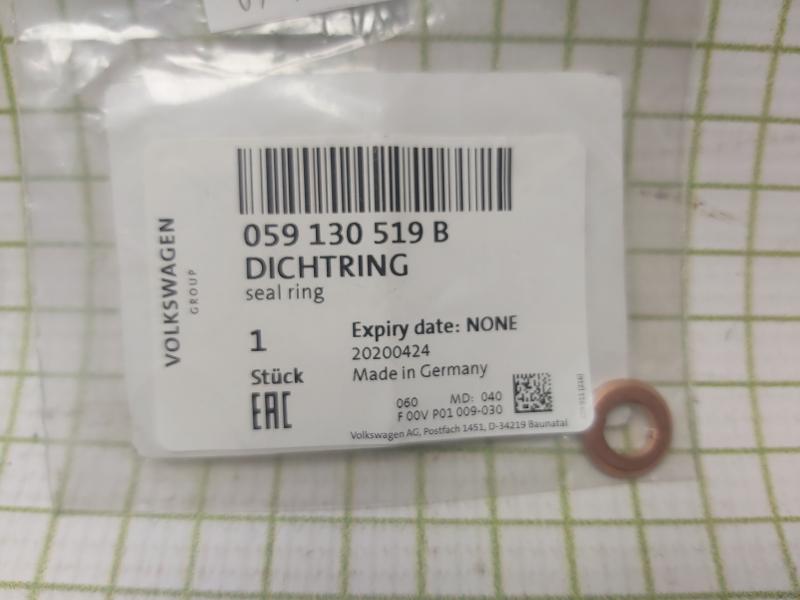 VOLKSWAGEN
GROUP
059 130 519 B
DICHTRING
seal ring
1
Stück
EAC
Expiry date: NONE
20200424
Made in Germany
060 MD: 040
F 00V P01 009-030
Volkswagen AG, Postfach 1451, D-34219 Baunatal